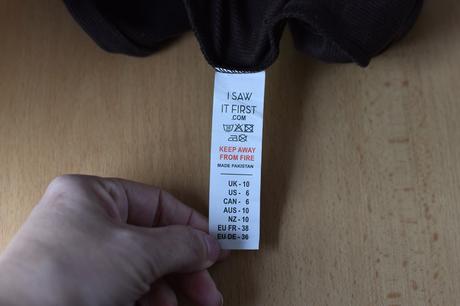 I SAW
IT FIRST
.COM
KEEP AWAY
FROM FIRE
MADE PAKISTAN
UK - 10
US - 6
CAN - 6
AUS - 10
NZ - 10
EU FR - 38
EU DE - 36